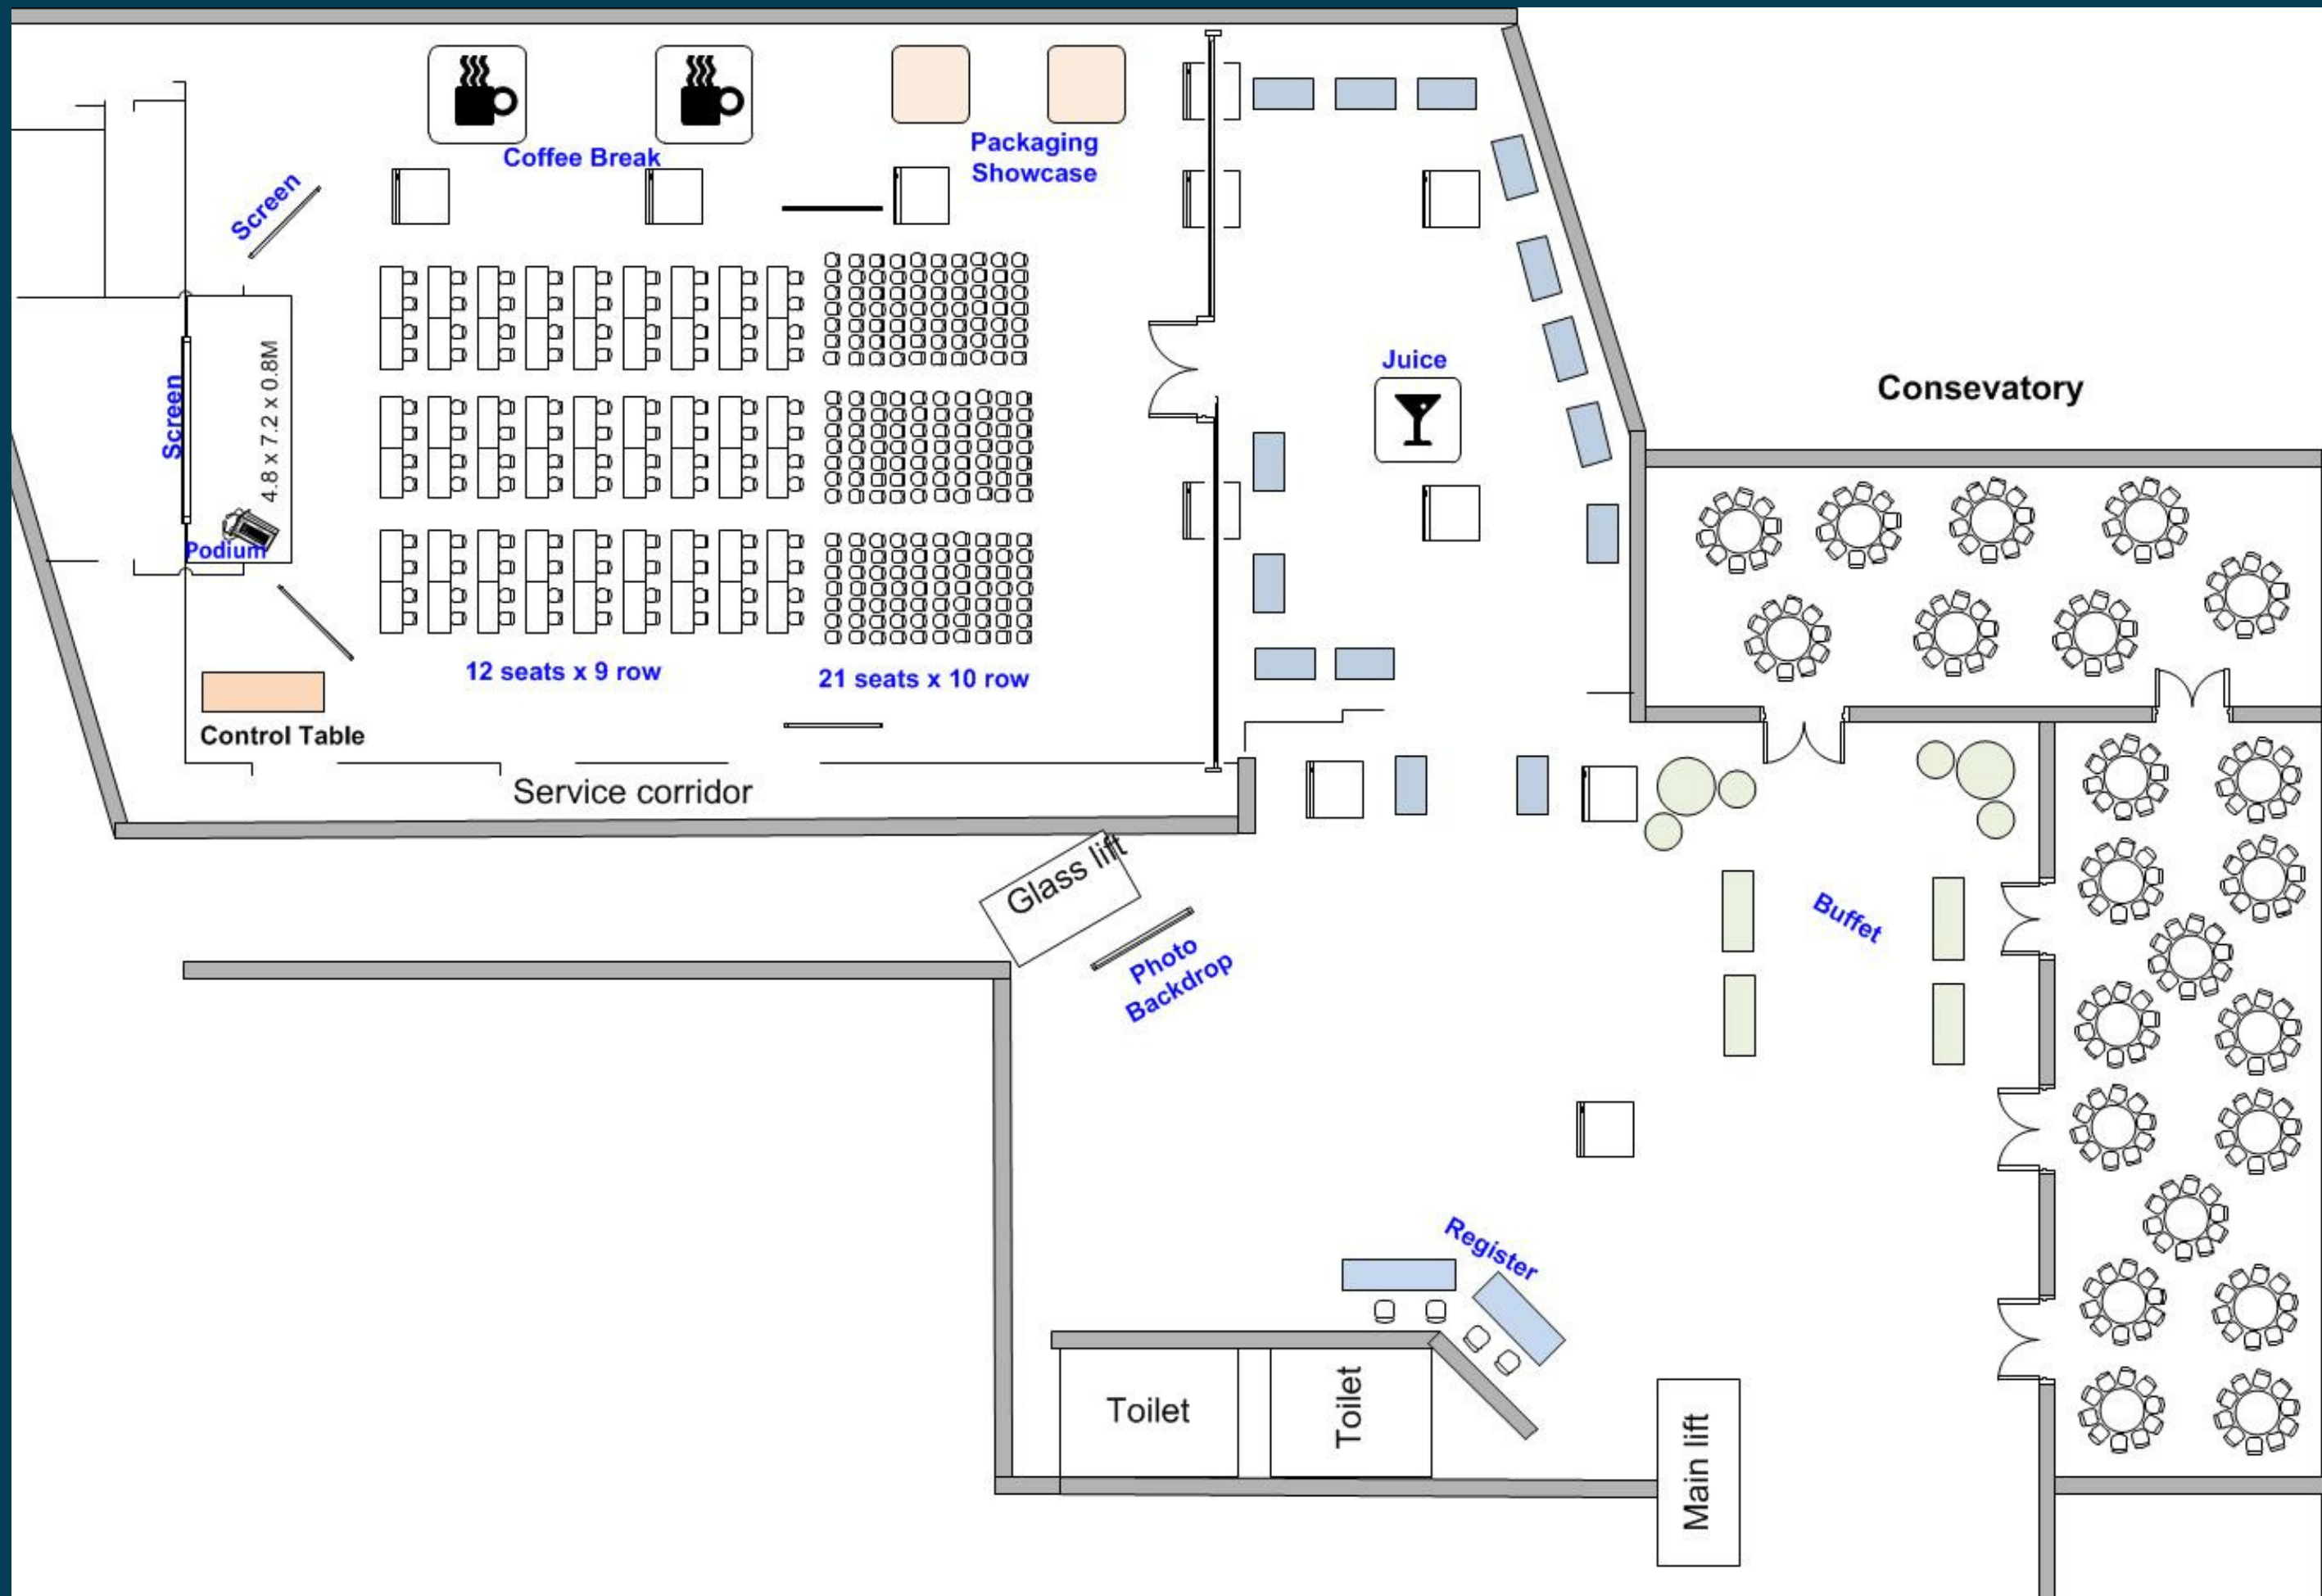 Coffee Break
Packaging
Showcase
Screen
Screen
4.8 x 7.2 x 0.8M
Podium
Juice
Consevatory
12 seats x 9 row
21 seats x 10 row
Control Table
Service corridor
Glass lift
Photo
Backdrop
Buffet
Register
Toilet
Toilet
Main lift